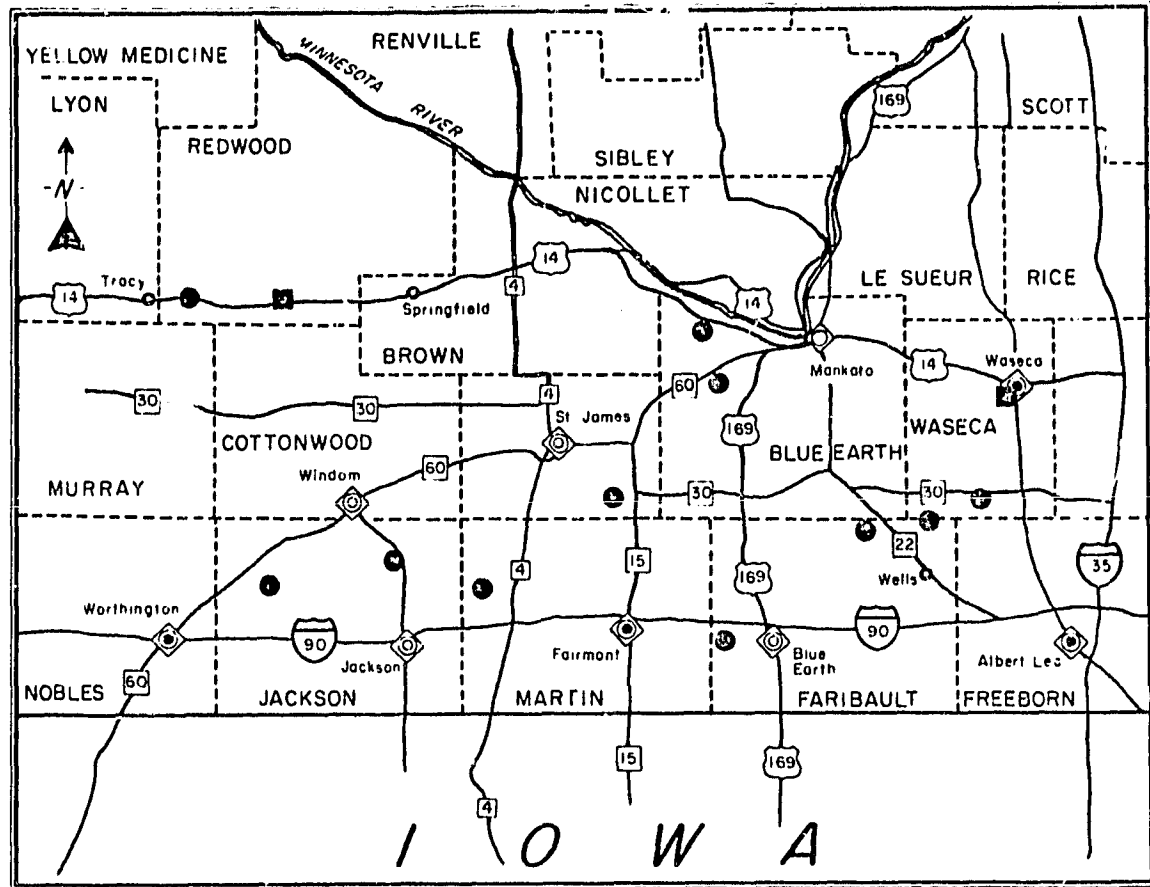 RENVILLE
YELLOW MEDICINE
MINNESOTA RIVER
LYON
169
SCOTT
REDWOOD
N
SIBLEY
NICOLLET
14
4
LE SUEUR
RICE
Tracy
14
14
Springfield
BROWN
Mankato
14
Waseca
60
30
30
4
St James
169
WASECA
COTTONWOOD
BLUE EARTH
60
Windom
MURRAY
30
30
22
4
15
169
35
Wells
Worthington
90
90
Jackson
Fairmont
Blue
Earth
Albert Lea
60
NOBLES
JACKSON
MARTIN
FARIBAULT
FREEBORN
15
169
4
IOWA